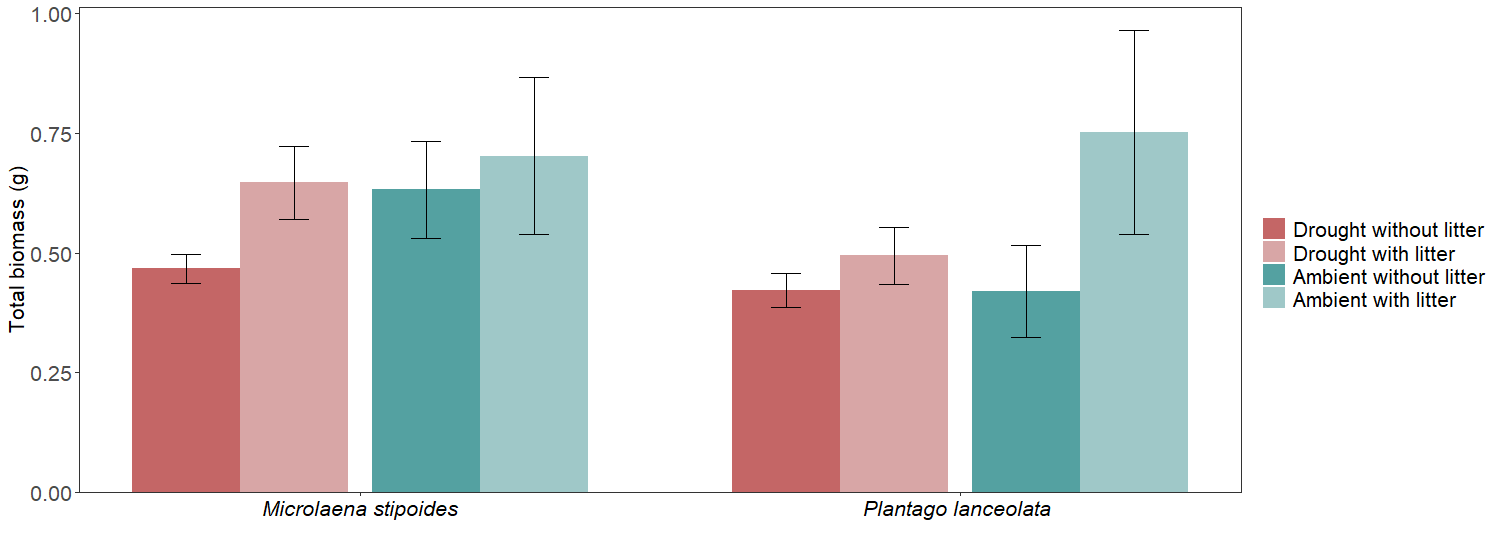 Total biomass (g)
1.00
0.75
0.50
0.25
0.00
Microlaena stipoides
Plantago lanceolata
Drought without litter
Drought with litter
Ambient without litter
Ambient with litter